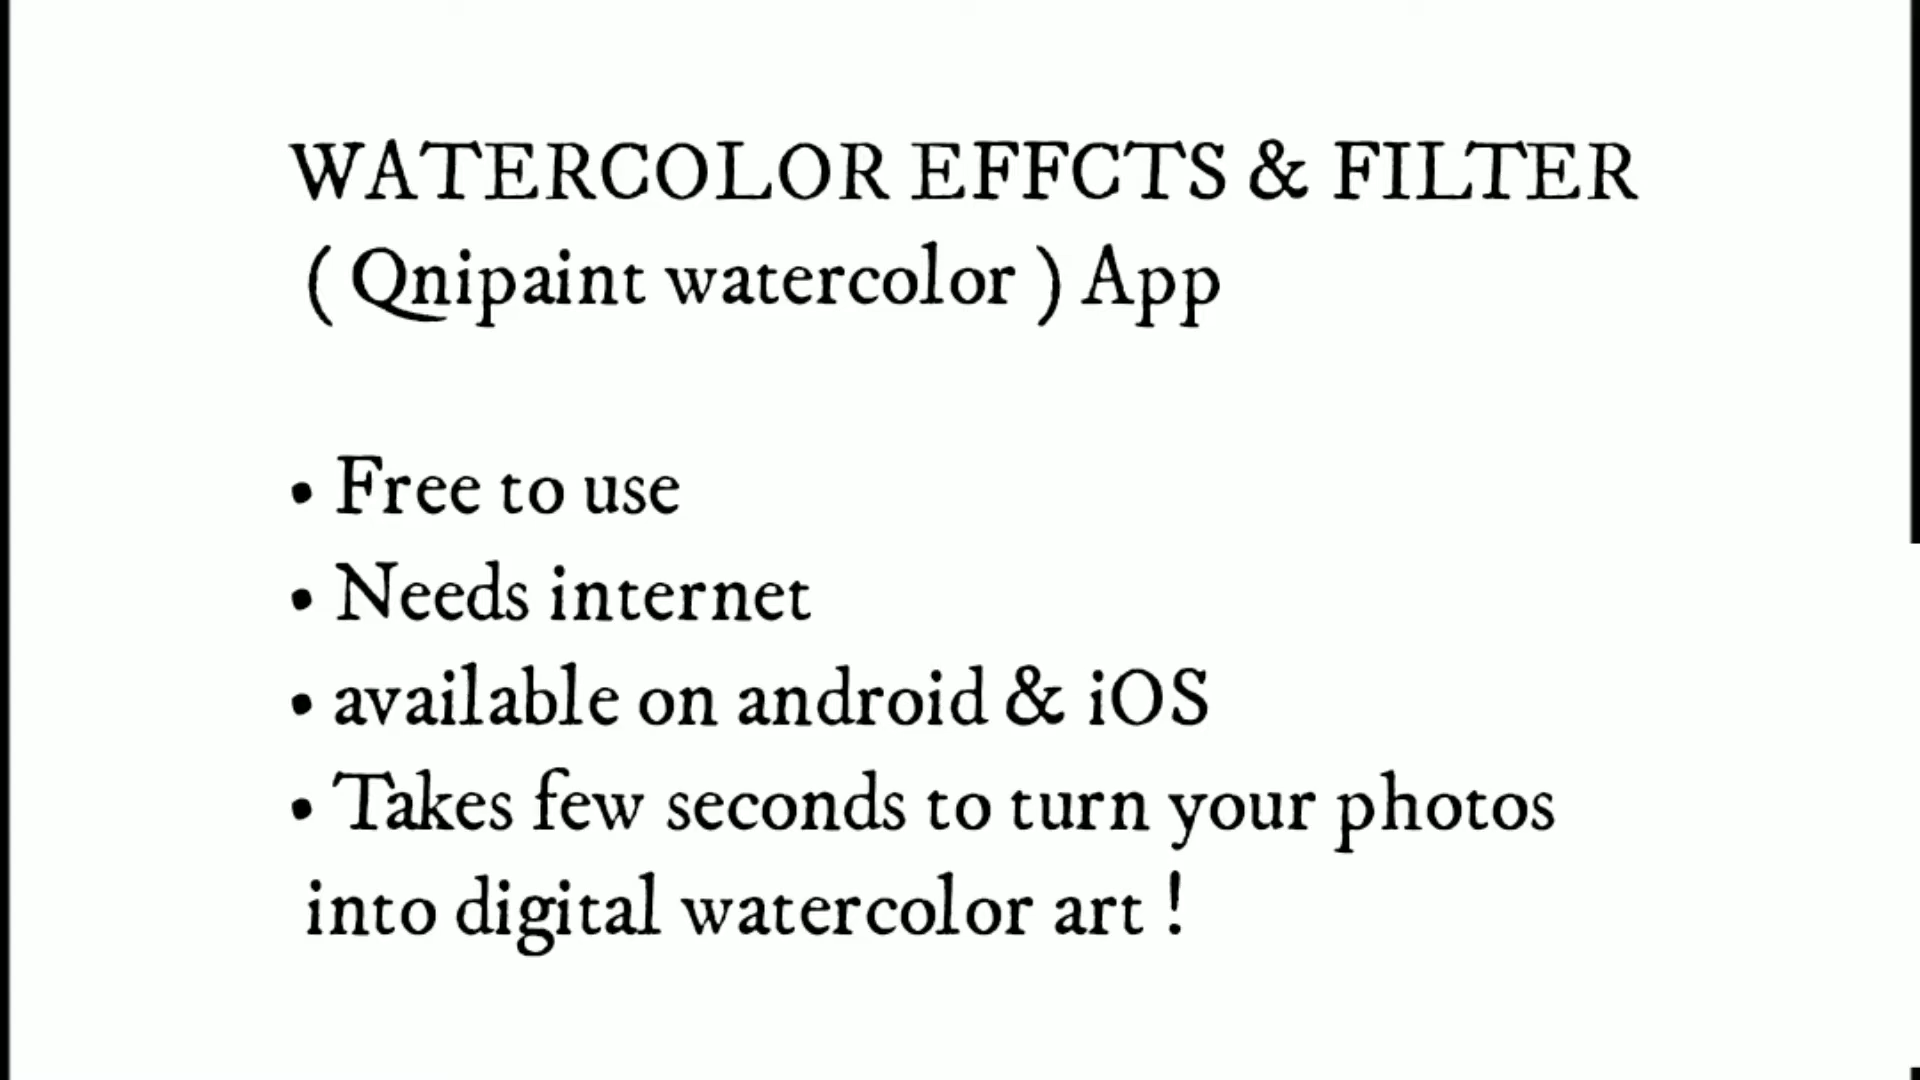 WATERCOLOR EFFCTS & FILTER
( Qnipaint watercolor ) App
• Free to use
• Needs internet
• available on android & iOS
• Takes few seconds to turn your photos
into digital watercolor art !